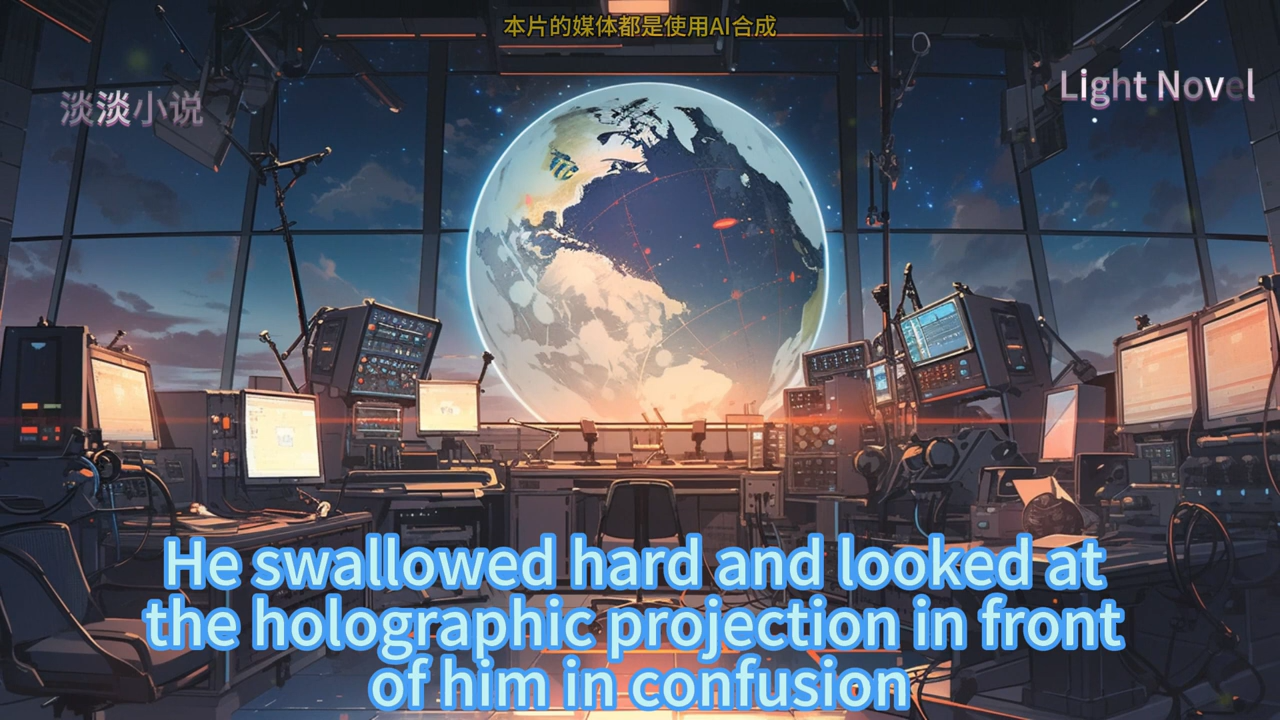 本片的媒体都是使用AI合成
淡淡小说
Light Novel
He swallowed hard and looked at
the holographic projection in front
of him in confusion